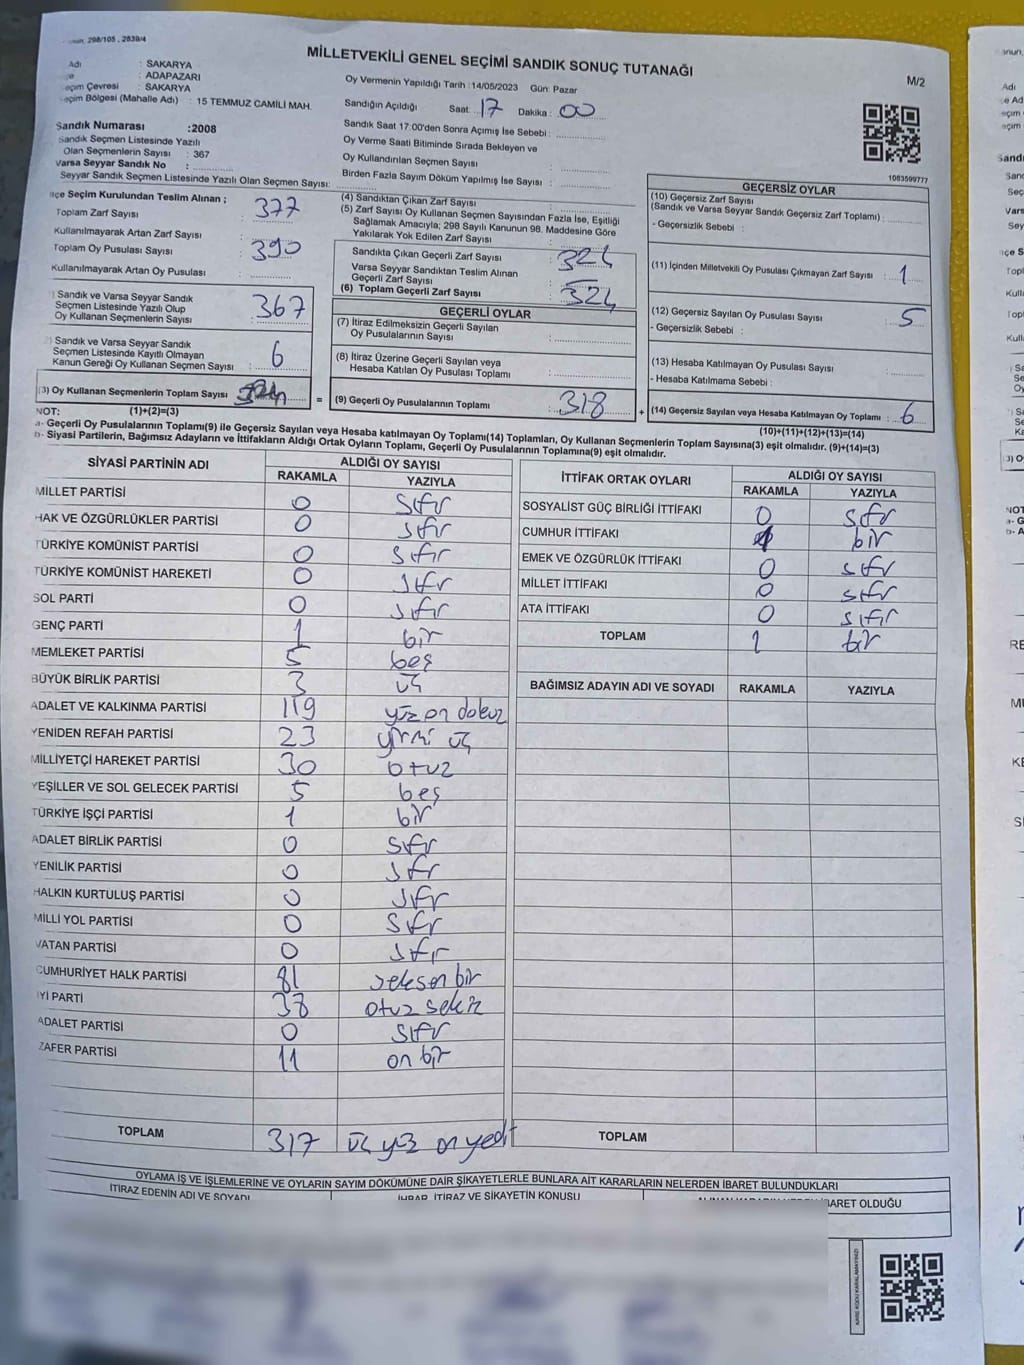 298/105 , 2839/4
MİLLETVEKİLİ GENEL SEÇİMİ SANDIK SONUÇ TUTANAĞI
M/2
Adı : SAKARYA
: ADAPAZARI
Seçim Çevresi : SAKARYA
Seçim Bölgesi (Mahalle Adı) : 15 TEMMUZ CAMİLİ MAH.
Oy Vermenin Yapıldığı Tarih : 14/05/2023 Gün: Pazar
Sandığın Açıldığı Saat: 17 Dakika : 00
Sandık Saat 17:00'den Sonra Açımış İse Sebebi :
Oy Verme Saati Bitiminde Sırada Bekleyen ve
Oy Kullandırılan Seçmen Sayısı :
Birden Fazla Sayım Döküm Yapılmış İse Sayısı :
Sandık Numarası :2008
Sandık Seçmen Listesinde Yazılı
Olan Seçmenlerin Sayısı : 367
Varsa Seyyar Sandık No :
Seyyar Sandık Seçmen Listesinde Yazılı Olan Seçmen Sayısı:
1083599777
İlçe Seçim Kurulundan Teslim Alınan ;
Toplam Zarf Sayısı : 377
Kullanılmayarak Artan Zarf Sayısı
Toplam Oy Pusulası Sayısı : 390
Kullanılmayarak Artan Oy Pusulası
) Sandık ve Varsa Seyyar Sandık
Seçmen Listesinde Yazılı Olup
Oy Kullanan Seçmenlerin Sayısı : 367
) Sandık ve Varsa Seyyar Sandık
Seçmen Listesinde Kayıtlı Olmayan
Kanun Gereği Oy Kullanan Seçmen Sayısı : 6
(3) Oy Kullanan Seçmenlerin Toplam Sayısı
(4) Sandıktan Çıkan Zarf Sayısı :
(5) Zarf Sayısı Oy Kullanan Seçmen Sayısından Fazla İse, Eşitliği
Sağlamak Amacıyla; 298 Sayılı Kanunun 98. Maddesine Göre
Yakılarak Yok Edilen Zarf Sayısı :
Sandıkta Çıkan Geçerli Zarf Sayısı : 324
Varsa Seyyar Sandıktan Teslim Alınan
Geçerli Zarf Sayısı :
(6) Toplam Geçerli Zarf Sayısı : 324
GEÇERLİ OYLAR
(7) İtiraz Edilmeksizin Geçerli Sayılan
Oy Pusulalarının Sayısı :
(8) İtiraz Üzerine Geçerli Sayılan veya
Hesaba Katılan Oy Pusulası Toplamı :
= (9) Geçerli Oy Pusulalarının Toplamı : 318
GEÇERSİZ OYLAR
(10) Geçersiz Zarf Sayısı
(Sandık ve Varsa Seyyar Sandık Geçersiz Zarf Toplamı) :
- Geçersizlik Sebebi :
(11) İçinden Milletvekili Oy Pusulası Çıkmayan Zarf Sayısı : 1
(12) Geçersiz Sayılan Oy Pusulası Sayısı : 5
- Geçersizlik Sebebi :
(13) Hesaba Katılmayan Oy Pusulası Sayısı :
- Hesaba Katılmama Sebebi :
+ (14) Geçersiz Sayılan veya Hesaba Katılmayan Oy Toplamı : 6
NOT: (1)+(2)=(3)
(10)+(11)+(12)+(13)=(14)
a- Geçerli Oy Pusulalarının Toplamı(9) ile Geçersiz Sayılan veya Hesaba katılmayan Oy Toplamı(14) Toplamları, Oy Kullanan Seçmenlerin Toplam Sayısına(3) eşit olmalıdır. (9)+(14)=(3)
b- Siyasi Partilerin, Bağımsız Adayların ve İttifakların Aldığı Ortak Oyların Toplamı, Geçerli Oy Pusulalarının Toplamına(9) eşit olmalıdır.
SİYASİ PARTİNİN ADI
ALDIĞI OY SAYISI
RAKAMLA YAZIYLA
MİLLET PARTİSİ 0 Sıfır
HAK VE ÖZGÜRLÜKLER PARTİSİ 0 sıfır
TÜRKİYE KOMÜNİST PARTİSİ 0 sıfır
TÜRKİYE KOMÜNİST HAREKETİ 0 sıfır
SOL PARTİ 0 sıfır
GENÇ PARTİ 1 bir
MEMLEKET PARTİSİ 5 beş
BÜYÜK BİRLİK PARTİSİ 3 üç
ADALET VE KALKINMA PARTİSİ 119 yüz on dokuz
YENİDEN REFAH PARTİSİ 23 yirmi üç
MİLLİYETÇİ HAREKET PARTİSİ 30 otuz
YEŞİLLER VE SOL GELECEK PARTİSİ 5 beş
TÜRKİYE İŞÇİ PARTİSİ 1 bir
ADALET BİRLİK PARTİSİ 0 sıfır
YENİLİK PARTİSİ 0 sıfır
HALKIN KURTULUŞ PARTİSİ 0 sıfır
MİLLİ YOL PARTİSİ 0 sıfır
VATAN PARTİSİ 0 sıfır
CUMHURİYET HALK PARTİSİ 81 seksen bir
İYİ PARTİ 38 otuz sekiz
ADALET PARTİSİ 0 sıfır
ZAFER PARTİSİ 11 on bir
TOPLAM 317 üç yüz on yedi
İTTİFAK ORTAK OYLARI
ALDIĞI OY SAYISI
RAKAMLA YAZIYLA
SOSYALİST GÜÇ BİRLİĞİ İTTİFAKI 0 sıfır
CUMHUR İTTİFAKI 1 bir
EMEK VE ÖZGÜRLÜK İTTİFAKI 0 sıfır
MİLLET İTTİFAKI 0 sıfır
ATA İTTİFAKI 0 sıfır
TOPLAM 1 bir
BAĞIMSIZ ADAYIN ADI VE SOYADI RAKAMLA YAZIYLA
TOPLAM
OYLAMA İŞ VE İŞLEMLERİNE VE OYLARIN SAYIM DÖKÜMÜNE DAİR ŞİKAYETLERLE BUNLARA AİT KARARLARIN NELERDEN İBARET BULUNDUKLARI
İTİRAZ EDENİN ADI VE SOYADI
İHBAR, İTİRAZ VE ŞİKAYETİN KONUSU
İBARET OLDUĞU